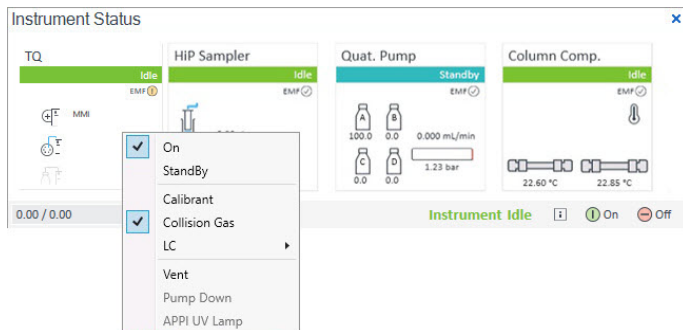 Instrument Status
TQ
Idle
EMF
MMI
HiP Sampler
Idle
EMF
Quat. Pump
Standby
EMF
A
B
100.0 0.0
0.000 mL/min
C
D
0.0 0.0
1.23 bar
Column Comp.
Idle
EMF
22.60 °C
22.85 °C
On
StandBy
Calibrant
Collision Gas
LC
Vent
Pump Down
APPI UV Lamp
0.00 / 0.00
Instrument Idle
On
Off